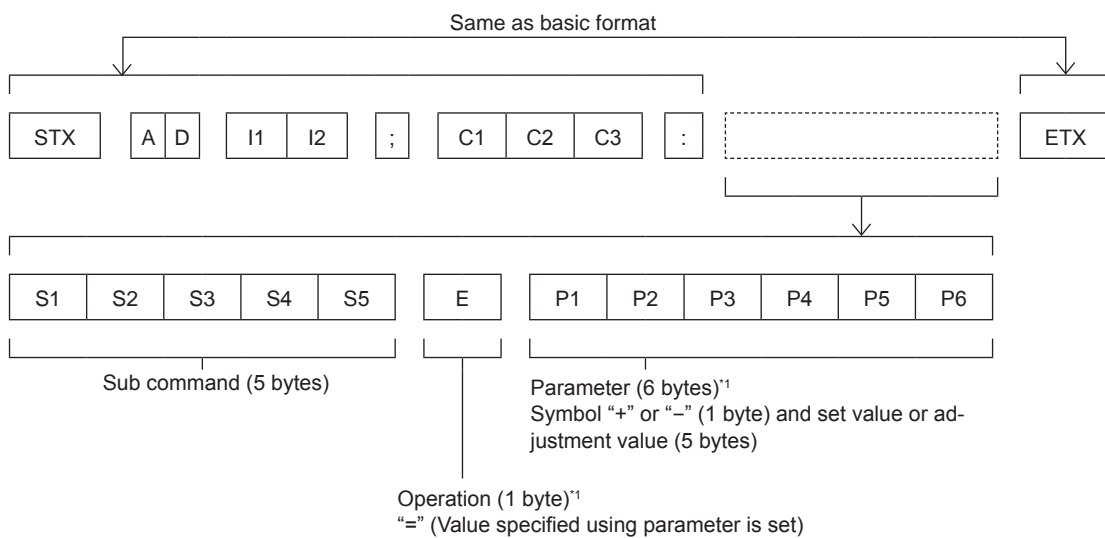 Same as basic format
STX A D I1 I2 ; C1 C2 C3 : ETX
S1 S2 S3 S4 S5 E P1 P2 P3 P4 P5 P6
Sub command (5 bytes)
Parameter (6 bytes)*1
Symbol “+” or “−” (1 byte) and set value or ad-
justment value (5 bytes)
Operation (1 byte)*1
“=” (Value specified using parameter is set)